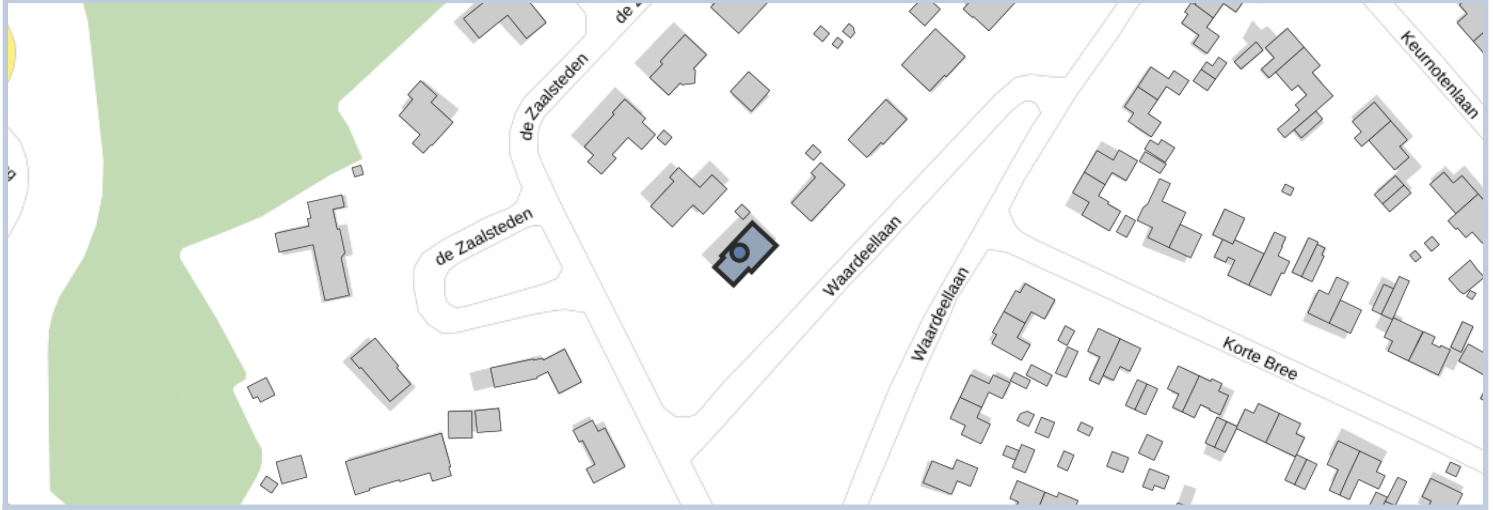 de Zaalsteden
Keurnotenlaan
de Zaalsteden
Waardeellaan
Waardeellaan
Korte Bree